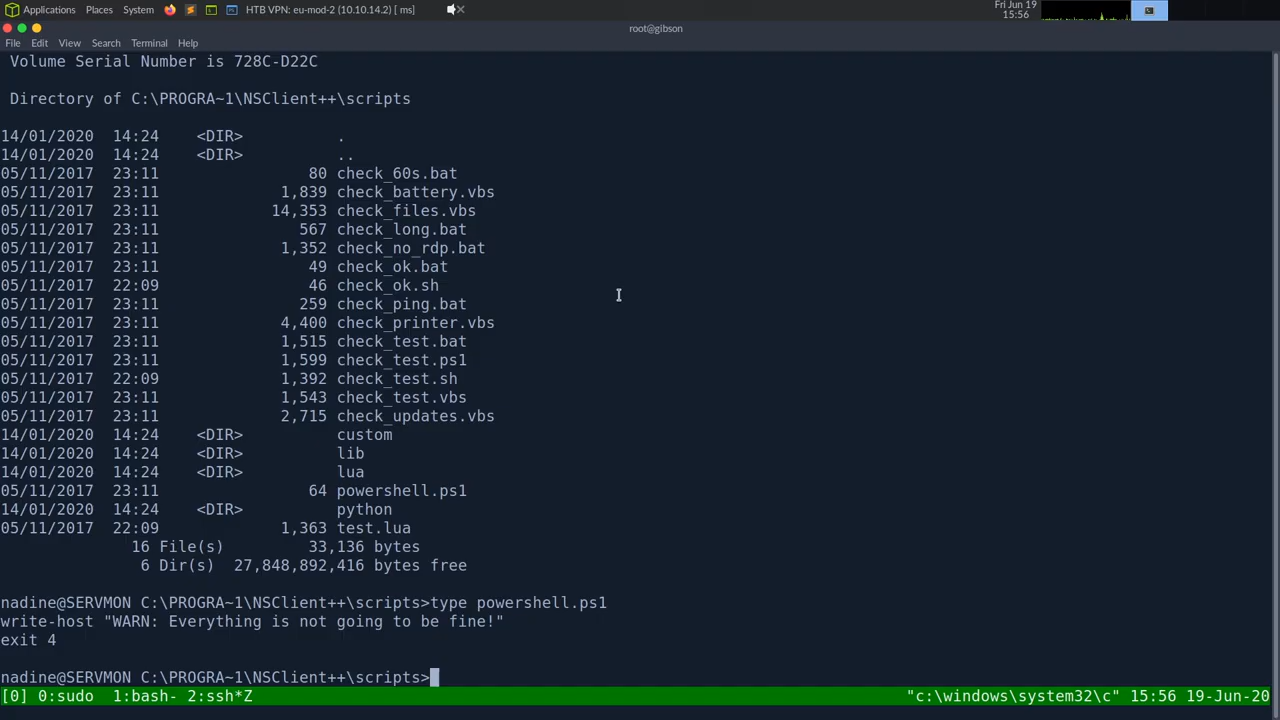 Applications Places System HTB VPN: eu-mod-2 (10.10.14.2) [ ms]
Fri Jun 19
15:56
root@gibson
File Edit View Search Terminal Help
Volume Serial Number is 728C-D22C
Directory of C:\PROGRA~1\NSClient++\scripts
14/01/2020 14:24 <DIR> .
14/01/2020 14:24 <DIR> ..
05/11/2017 23:11 80 check_60s.bat
05/11/2017 23:11 1,839 check_battery.vbs
05/11/2017 23:11 14,353 check_files.vbs
05/11/2017 23:11 567 check_long.bat
05/11/2017 23:11 1,352 check_no_rdp.bat
05/11/2017 23:11 49 check_ok.bat
05/11/2017 22:09 46 check_ok.sh
05/11/2017 23:11 259 check_ping.bat
05/11/2017 23:11 4,400 check_printer.vbs
05/11/2017 23:11 1,515 check_test.bat
05/11/2017 23:11 1,599 check_test.ps1
05/11/2017 22:09 1,392 check_test.sh
05/11/2017 23:11 1,543 check_test.vbs
05/11/2017 23:11 2,715 check_updates.vbs
14/01/2020 14:24 <DIR> custom
14/01/2020 14:24 <DIR> lib
14/01/2020 14:24 <DIR> lua
05/11/2017 23:11 64 powershell.ps1
14/01/2020 14:24 <DIR> python
05/11/2017 22:09 1,363 test.lua
16 File(s) 33,136 bytes
6 Dir(s) 27,848,892,416 bytes free
nadine@SERVMON C:\PROGRA~1\NSClient++\scripts>type powershell.ps1
write-host "WARN: Everything is not going to be fine!"
exit 4
nadine@SERVMON C:\PROGRA~1\NSClient++\scripts>
[0] 0:sudo 1:bash- 2:ssh*Z "c:\windows\system32\c" 15:56 19-Jun-20